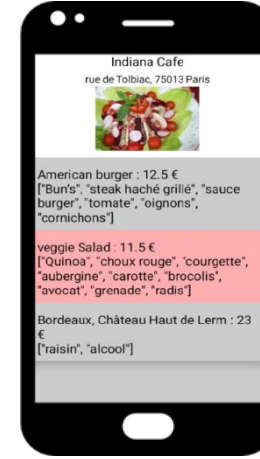 Indiana Cafe
rue de Tolbiac, 75013 Paris
American burger : 12.5 €
["Bun's", "steak haché grillé", "sauce
burger", "tomate", "oignons",
"cornichons"]
veggie Salad : 11.5 €
["Quinoa", "choux rouge", "courgette",
"aubergine", "carotte", "brocolis",
"avocat", "grenade", "radis"]
Bordeaux, Château Haut de Lerm : 23
€
["raisin", "alcool"]